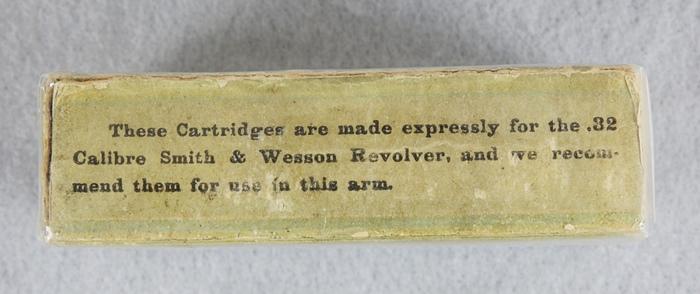 These Cartridges are made expressly for the .32
Calibre Smith & Wesson Revolver, and we recom-
mend them for use in this arm.